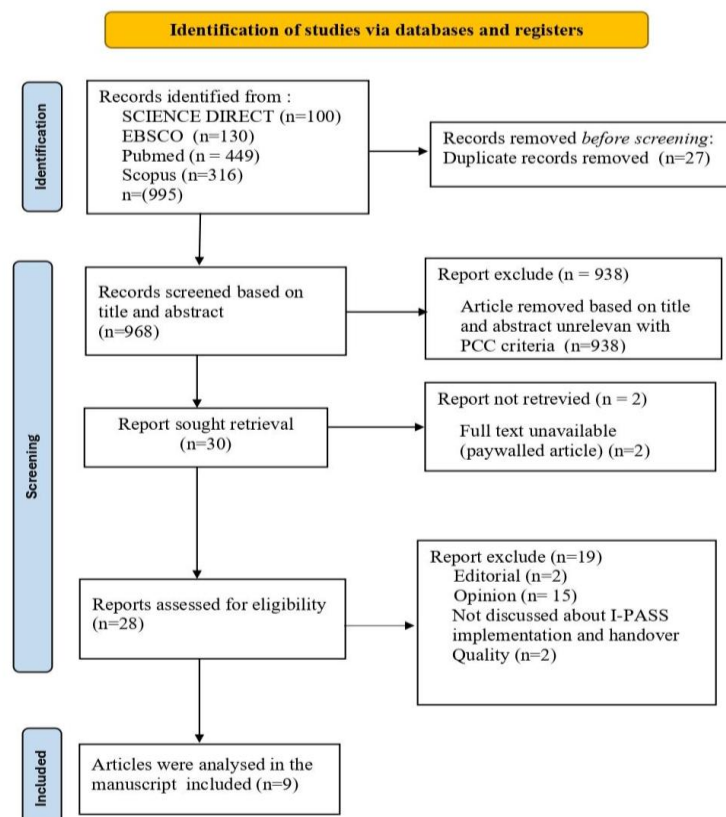 Identification of studies via databases and registers
Identification
Records identified from :
SCIENCE DIRECT (n=100)
EBSCO (n=130)
Pubmed (n = 449)
Scopus (n=316)
n=(995)
Records removed before screening:
Duplicate records removed (n=27)
Screening
Records screened based on
title and abstract
(n=968)
Report exclude (n = 938)
Article removed based on title
and abstract unrelevan with
PCC criteria (n=938)
Report sought retrieval
(n=30)
Report not retrevied (n = 2)
Full text unavailable
(paywalled article) (n=2)
Reports assessed for eligibility
(n=28)
Report exclude (n=19)
Editorial (n=2)
Opinion (n= 15)
Not discussed about I-PASS
implementation and handover
Quality (n=2)
Included
Articles were analysed in the
manuscript included (n=9)